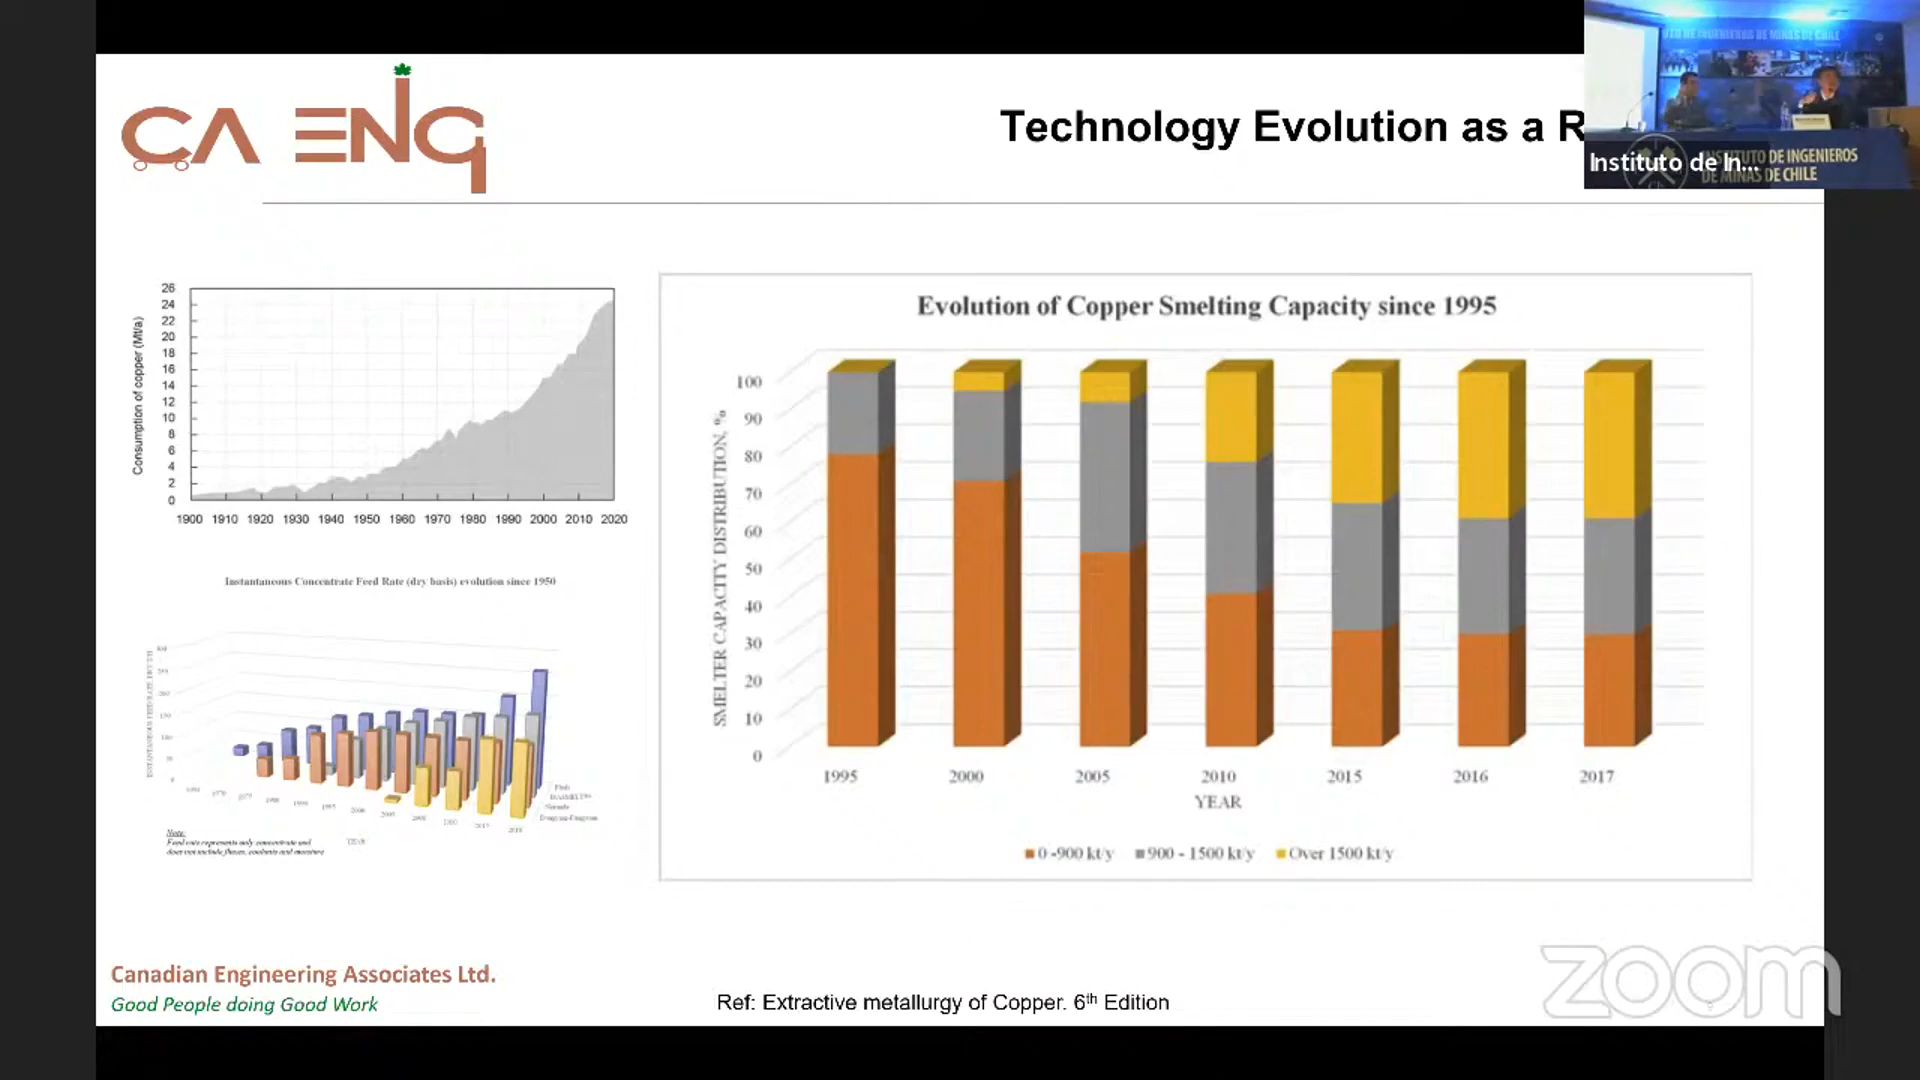 CA ENG
Technology Evolution as a R
INSTITUTO DE INGENIEROS
DE MINAS DE CHILE
Instituto de In...
Consumption of copper (Mt/a)
26
24
22
20
18
16
14
12
10
8
6
4
2
0
1900 1910 1920 1930 1940 1950 1960 1970 1980 1990 2000 2010 2020
Instantaneous Concentrate Feed Rate (dry basis) evolution since 1950
Note:
Feed rate represents only concentrate and
does not include fluxes, coolants and moisture
Evolution of Copper Smelting Capacity since 1995
SMELTER CAPACITY DISTRIBUTION, %
100
90
80
70
60
50
40
30
20
10
0
1995 2000 2005 2010 2015 2016 2017
YEAR
0 -900 kt/y 900 - 1500 kt/y Over 1500 kt/y
Canadian Engineering Associates Ltd.
Good People doing Good Work
Ref: Extractive metallurgy of Copper. 6th Edition
zoom